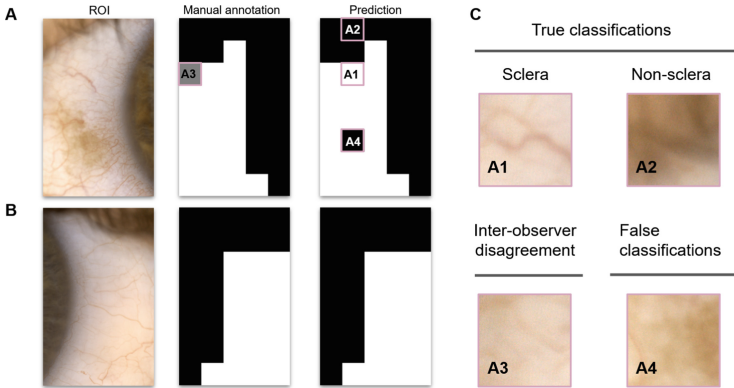 A
ROI
Manual annotation
Prediction
A3
A2
A1
A4
B
C
True classifications
Sclera
Non-sclera
A1
A2
Inter-observer
disagreement
False
classifications
A3
A4